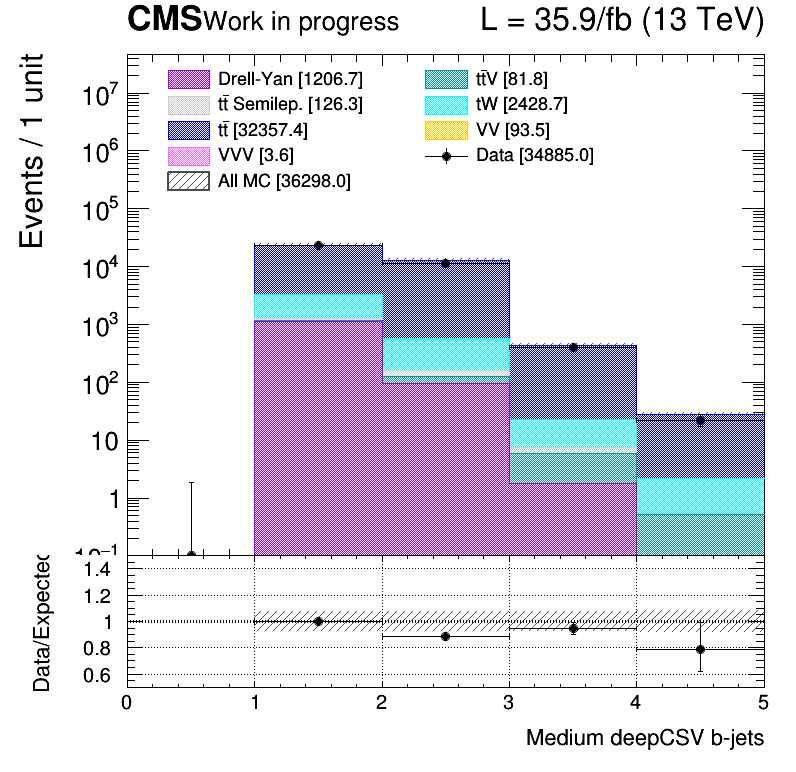 CMS Work in progress L = 35.9/fb (13 TeV)
Events / 1 unit
Drell-Yan [1206.7] tt̄V [81.8]
tt̄ Semilep. [126.3] tW [2428.7]
tt̄ [32357.4] VV [93.5]
VVV [3.6] Data [34885.0]
All MC [36298.0]
10⁷
10⁶
10⁵
10⁴
10³
10²
10
1
10⁻¹
Data/Expected
1.4
1.2
1
0.8
0.6
0 1 2 3 4 5
Medium deepCSV b-jets